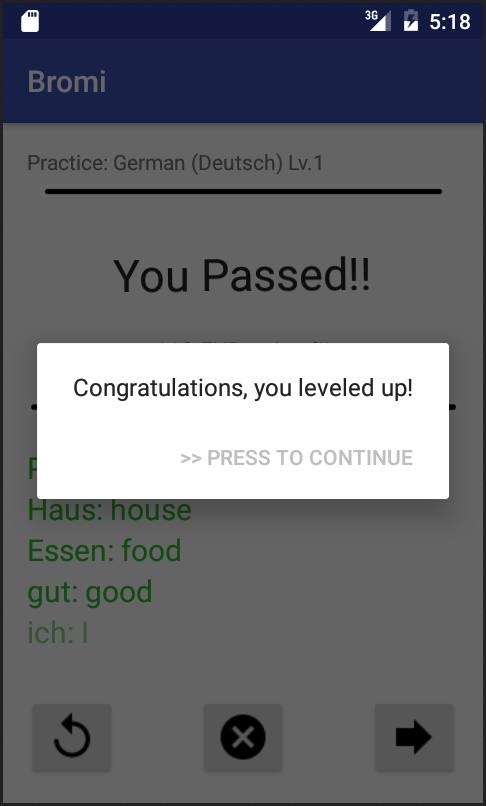 3G 5:18
Bromi
Practice: German (Deutsch) Lv.1
You Passed!!
Congratulations, you leveled up!
>> PRESS TO CONTINUE
Haus: house
Essen: food
gut: good
ich: I